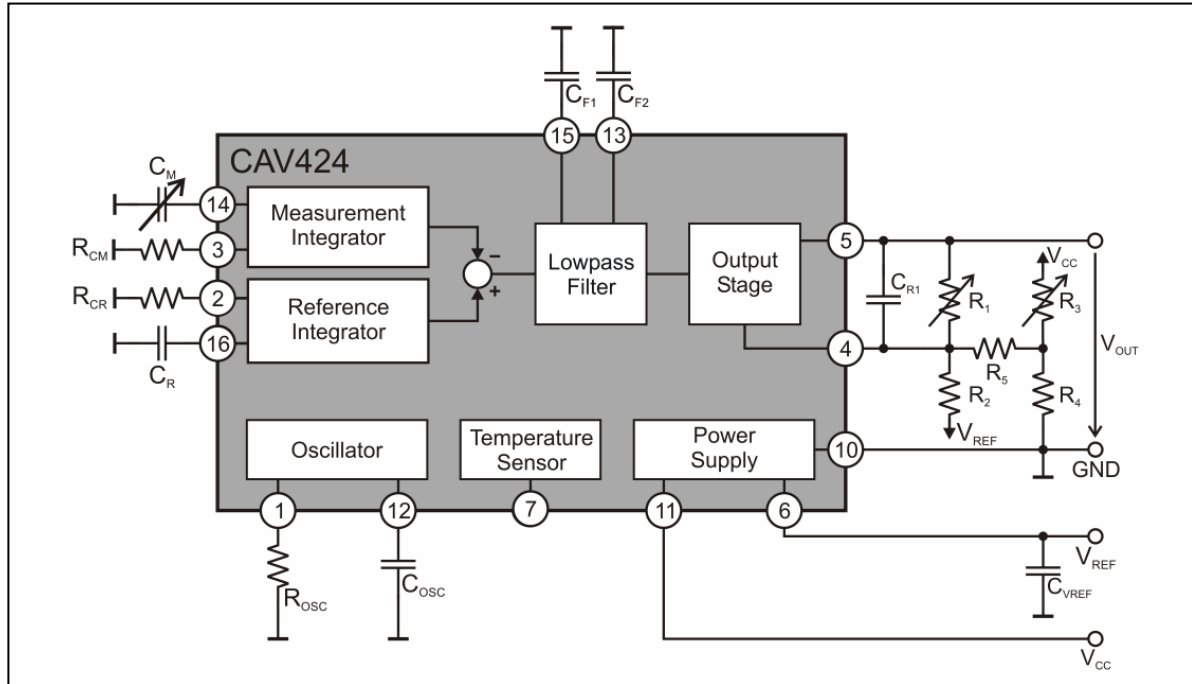 C_F1
C_F2
15
13
CAV424
C_M
14
Measurement
Integrator
R_CM
3
−
+
R_CR
2
Reference
Integrator
16
C_R
Lowpass
Filter
Output
Stage
5
4
C_R1
R_1
V_CC
R_3
R_5
R_2
R_4
V_REF
V_OUT
Oscillator
Temperature
Sensor
Power
Supply
10
GND
1
12
7
11
6
R_OSC
C_OSC
V_REF
C_VREF
V_CC